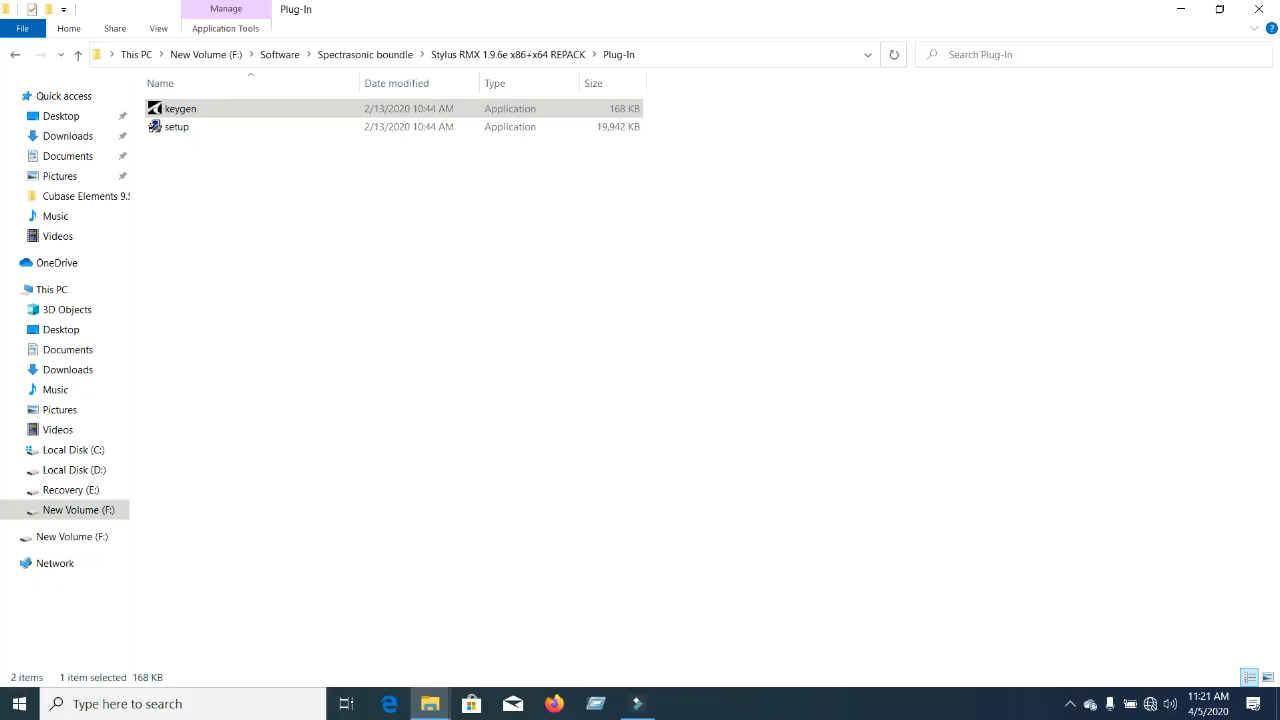 Manage
Plug-In
File
Home
Share
View
Application Tools
This PC
New Volume (F:)
Software
Spectrasonic boundle
Stylus RMX 1.9.6e x86+x64 REPACK
Plug-In
Search Plug-In
Name
Date modified
Type
Size
keygen
2/13/2020 10:44 AM
Application
168 KB
setup
2/13/2020 10:44 AM
Application
19,942 KB
Quick access
Desktop
Downloads
Documents
Pictures
Cubase Elements 9.5
Music
Videos
OneDrive
This PC
3D Objects
Desktop
Documents
Downloads
Music
Pictures
Videos
Local Disk (C:)
Local Disk (D:)
Recovery (E:)
New Volume (F:)
New Volume (F:)
Network
2 items
1 item selected 168 KB
Type here to search
11:21 AM
4/5/2020